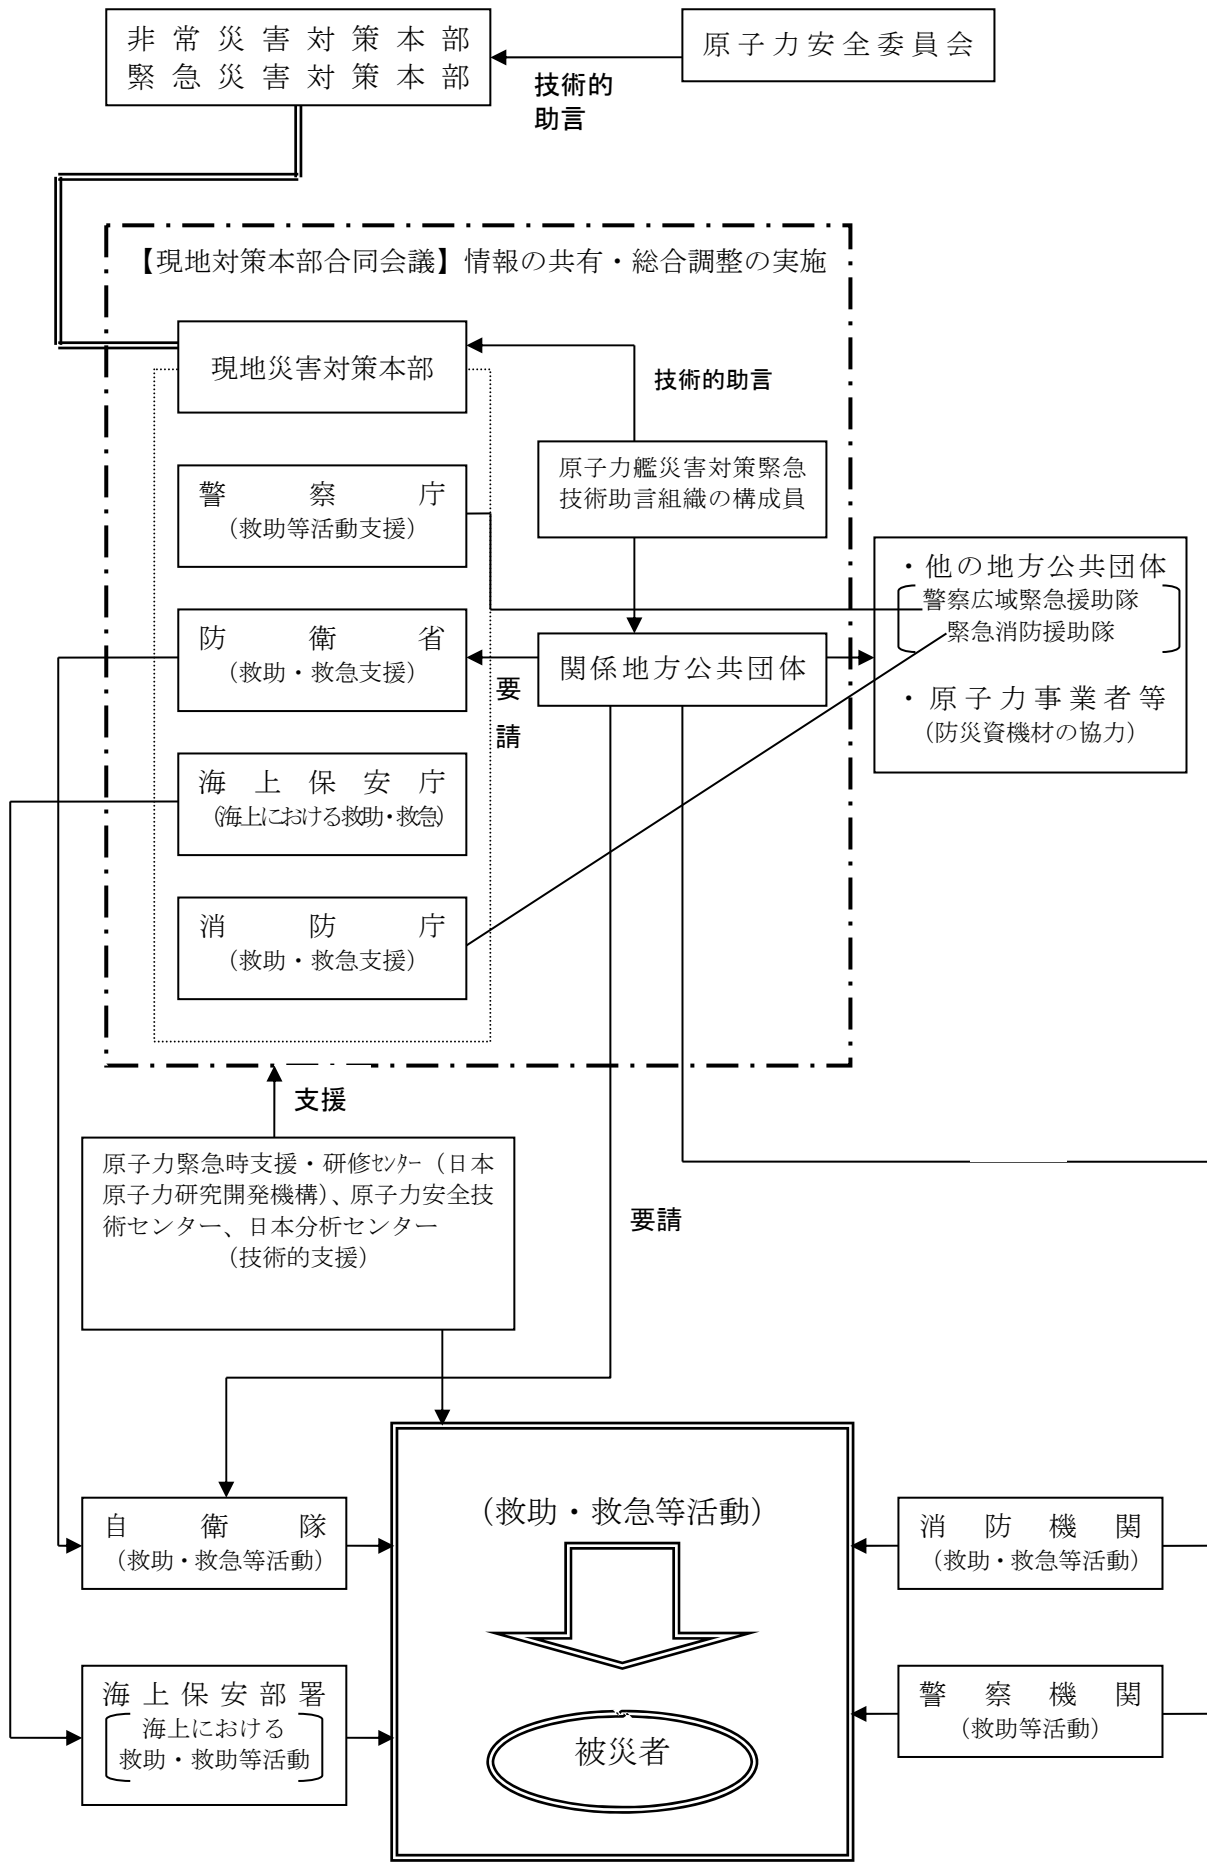 非常災害対策本部
緊急災害対策本部
原子力安全委員会
技術的
助言
【現地対策本部合同会議】情報の共有・総合調整の実施
現地災害対策本部
技術的助言
原子力艦災害対策緊急
技術助言組織の構成員
警察庁
（救助等活動支援）
・他の地方公共団体
警察広域緊急援助隊
緊急消防援助隊
・原子力事業者等
（防災資機材の協力）
防衛省
（救助・救急支援）
要
請
関係地方公共団体
海上保安庁
（海上における救助・救急）
消防庁
（救助・救急支援）
支援
原子力緊急時支援・研修ｾﾝﾀｰ（日本
原子力研究開発機構）、原子力安全技
術センター、日本分析センター
（技術的支援）
要請
自衛隊
（救助・救急等活動）
（救助・救急等活動）
消防機関
（救助・救急等活動）
海上保安部署
海上における
救助・救助等活動
被災者
警察機関
（救助等活動）